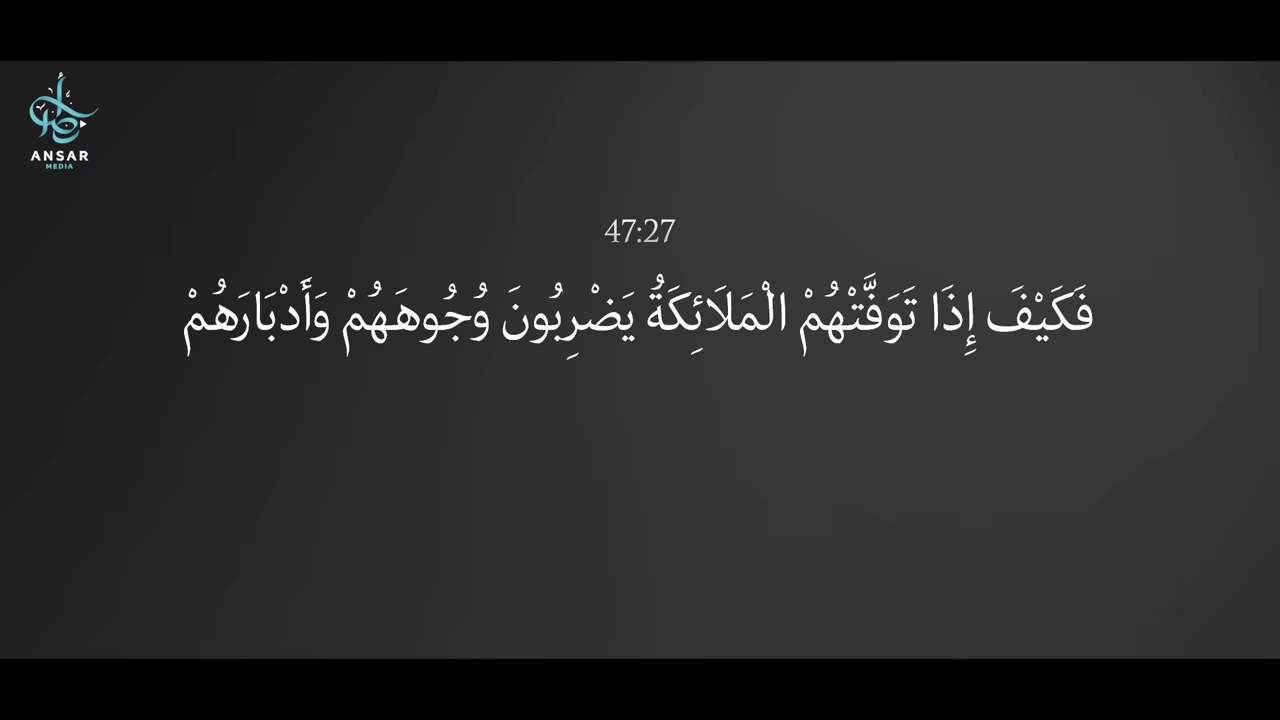 ANSAR
MEDIA
47:27
فَكَيْفَ إِذَا تَوَفَّتْهُمْ الْمَلَائِكَةُ يَضْرِبُونَ وُجُوهَهُمْ وَأَدْبَارَهُمْ